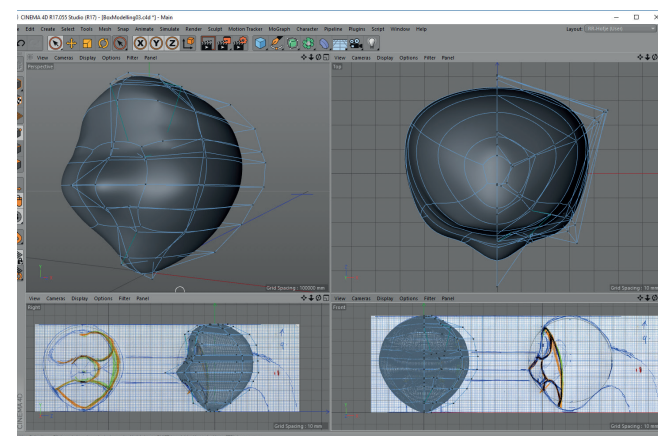 CINEMA 4D R17.055 Studio (R17) - [BoxModelling03.c4d *] - Main
Edit Create Select Tools Mesh Snap Animate Simulate Render Sculpt Motion Tracker MoGraph Character Pipeline Plugins Script Window Help
Layout:
View Cameras Display Options Filter Panel
View Cameras Display Options Filter Panel
Perspective
Top
Grid Spacing : 100000 mm
Grid Spacing : 10 mm
View Cameras Display Options Filter Panel
View Cameras Display Options Filter Panel
Right
Front
Grid Spacing : 10 mm
Grid Spacing : 10 mm
CINEMA 4D